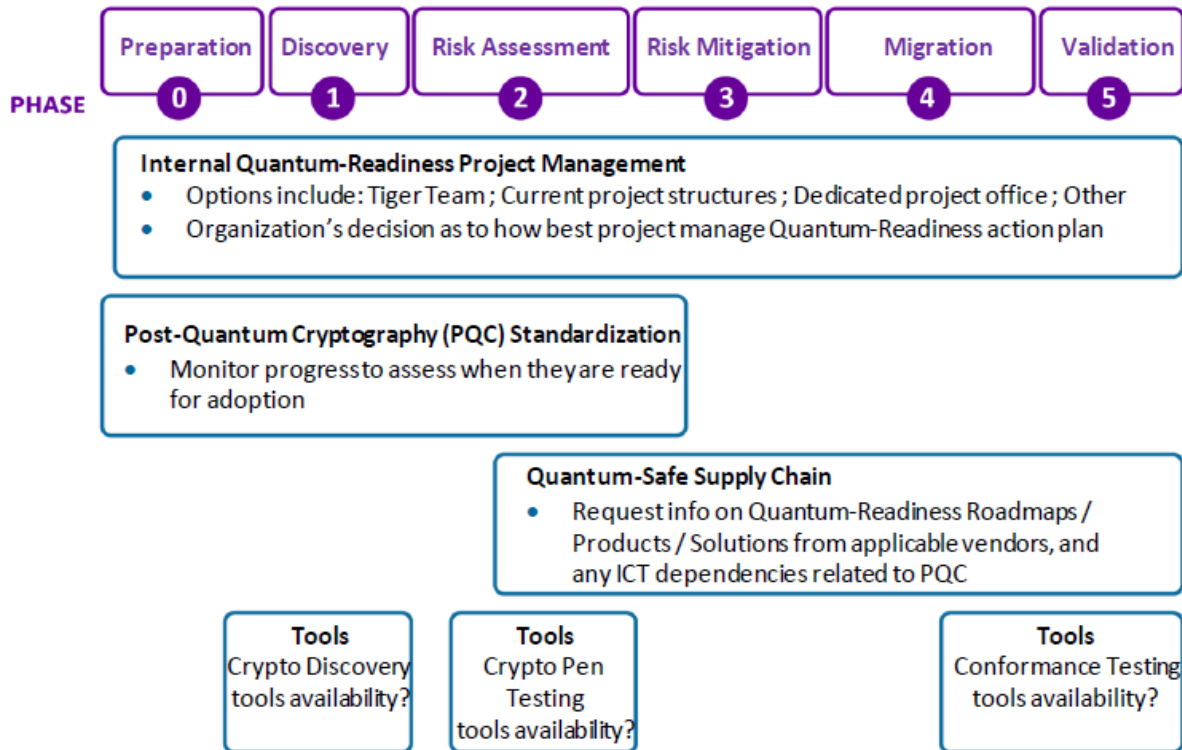 Preparation Discovery Risk Assessment Risk Mitigation Migration Validation
PHASE 0 1 2 3 4 5
Internal Quantum-Readiness Project Management
• Options include: Tiger Team ; Current project structures ; Dedicated project office ; Other
• Organization's decision as to how best project manage Quantum-Readiness action plan
Post-Quantum Cryptography (PQC) Standardization
• Monitor progress to assess when they are ready
for adoption
Quantum-Safe Supply Chain
• Request info on Quantum-Readiness Roadmaps /
Products / Solutions from applicable vendors, and
any ICT dependencies related to PQC
Tools
Crypto Discovery
tools availability?
Tools
Crypto Pen
Testing
tools availability?
Tools
Conformance Testing
tools availability?